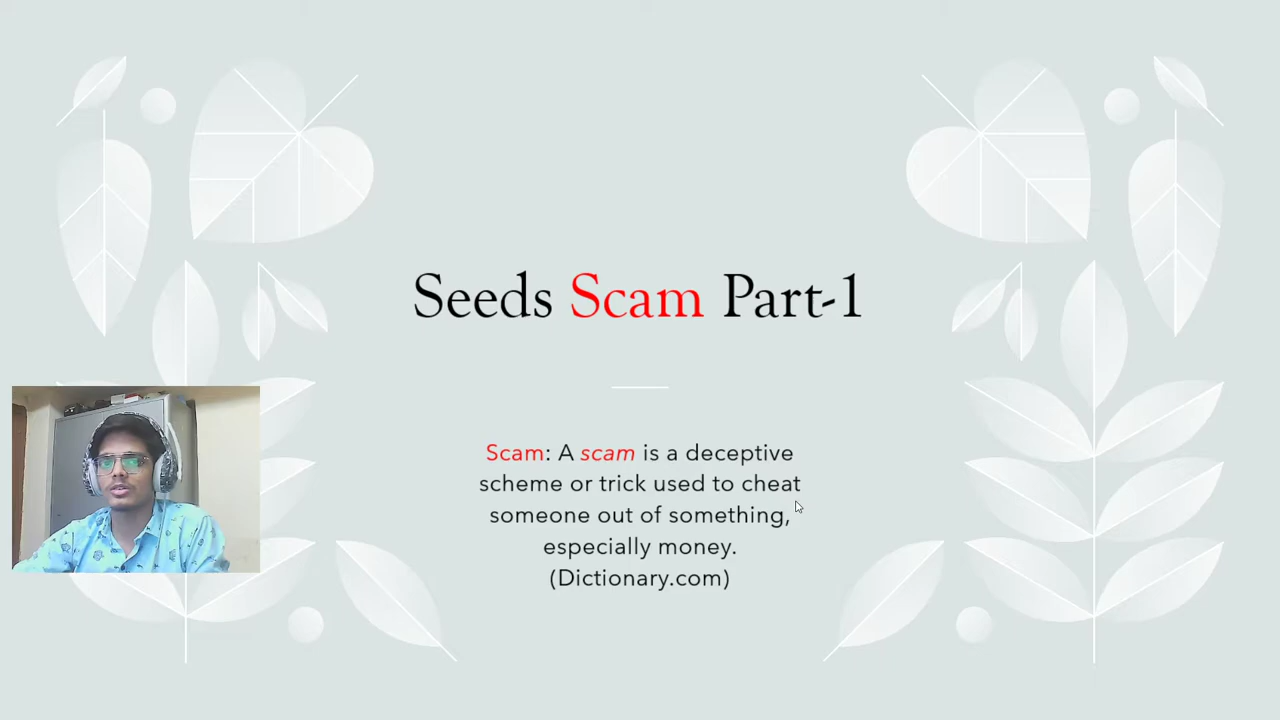 Seeds Scam Part-1
Scam: A scam is a deceptive
scheme or trick used to cheat
someone out of something,
especially money.
(Dictionary.com)